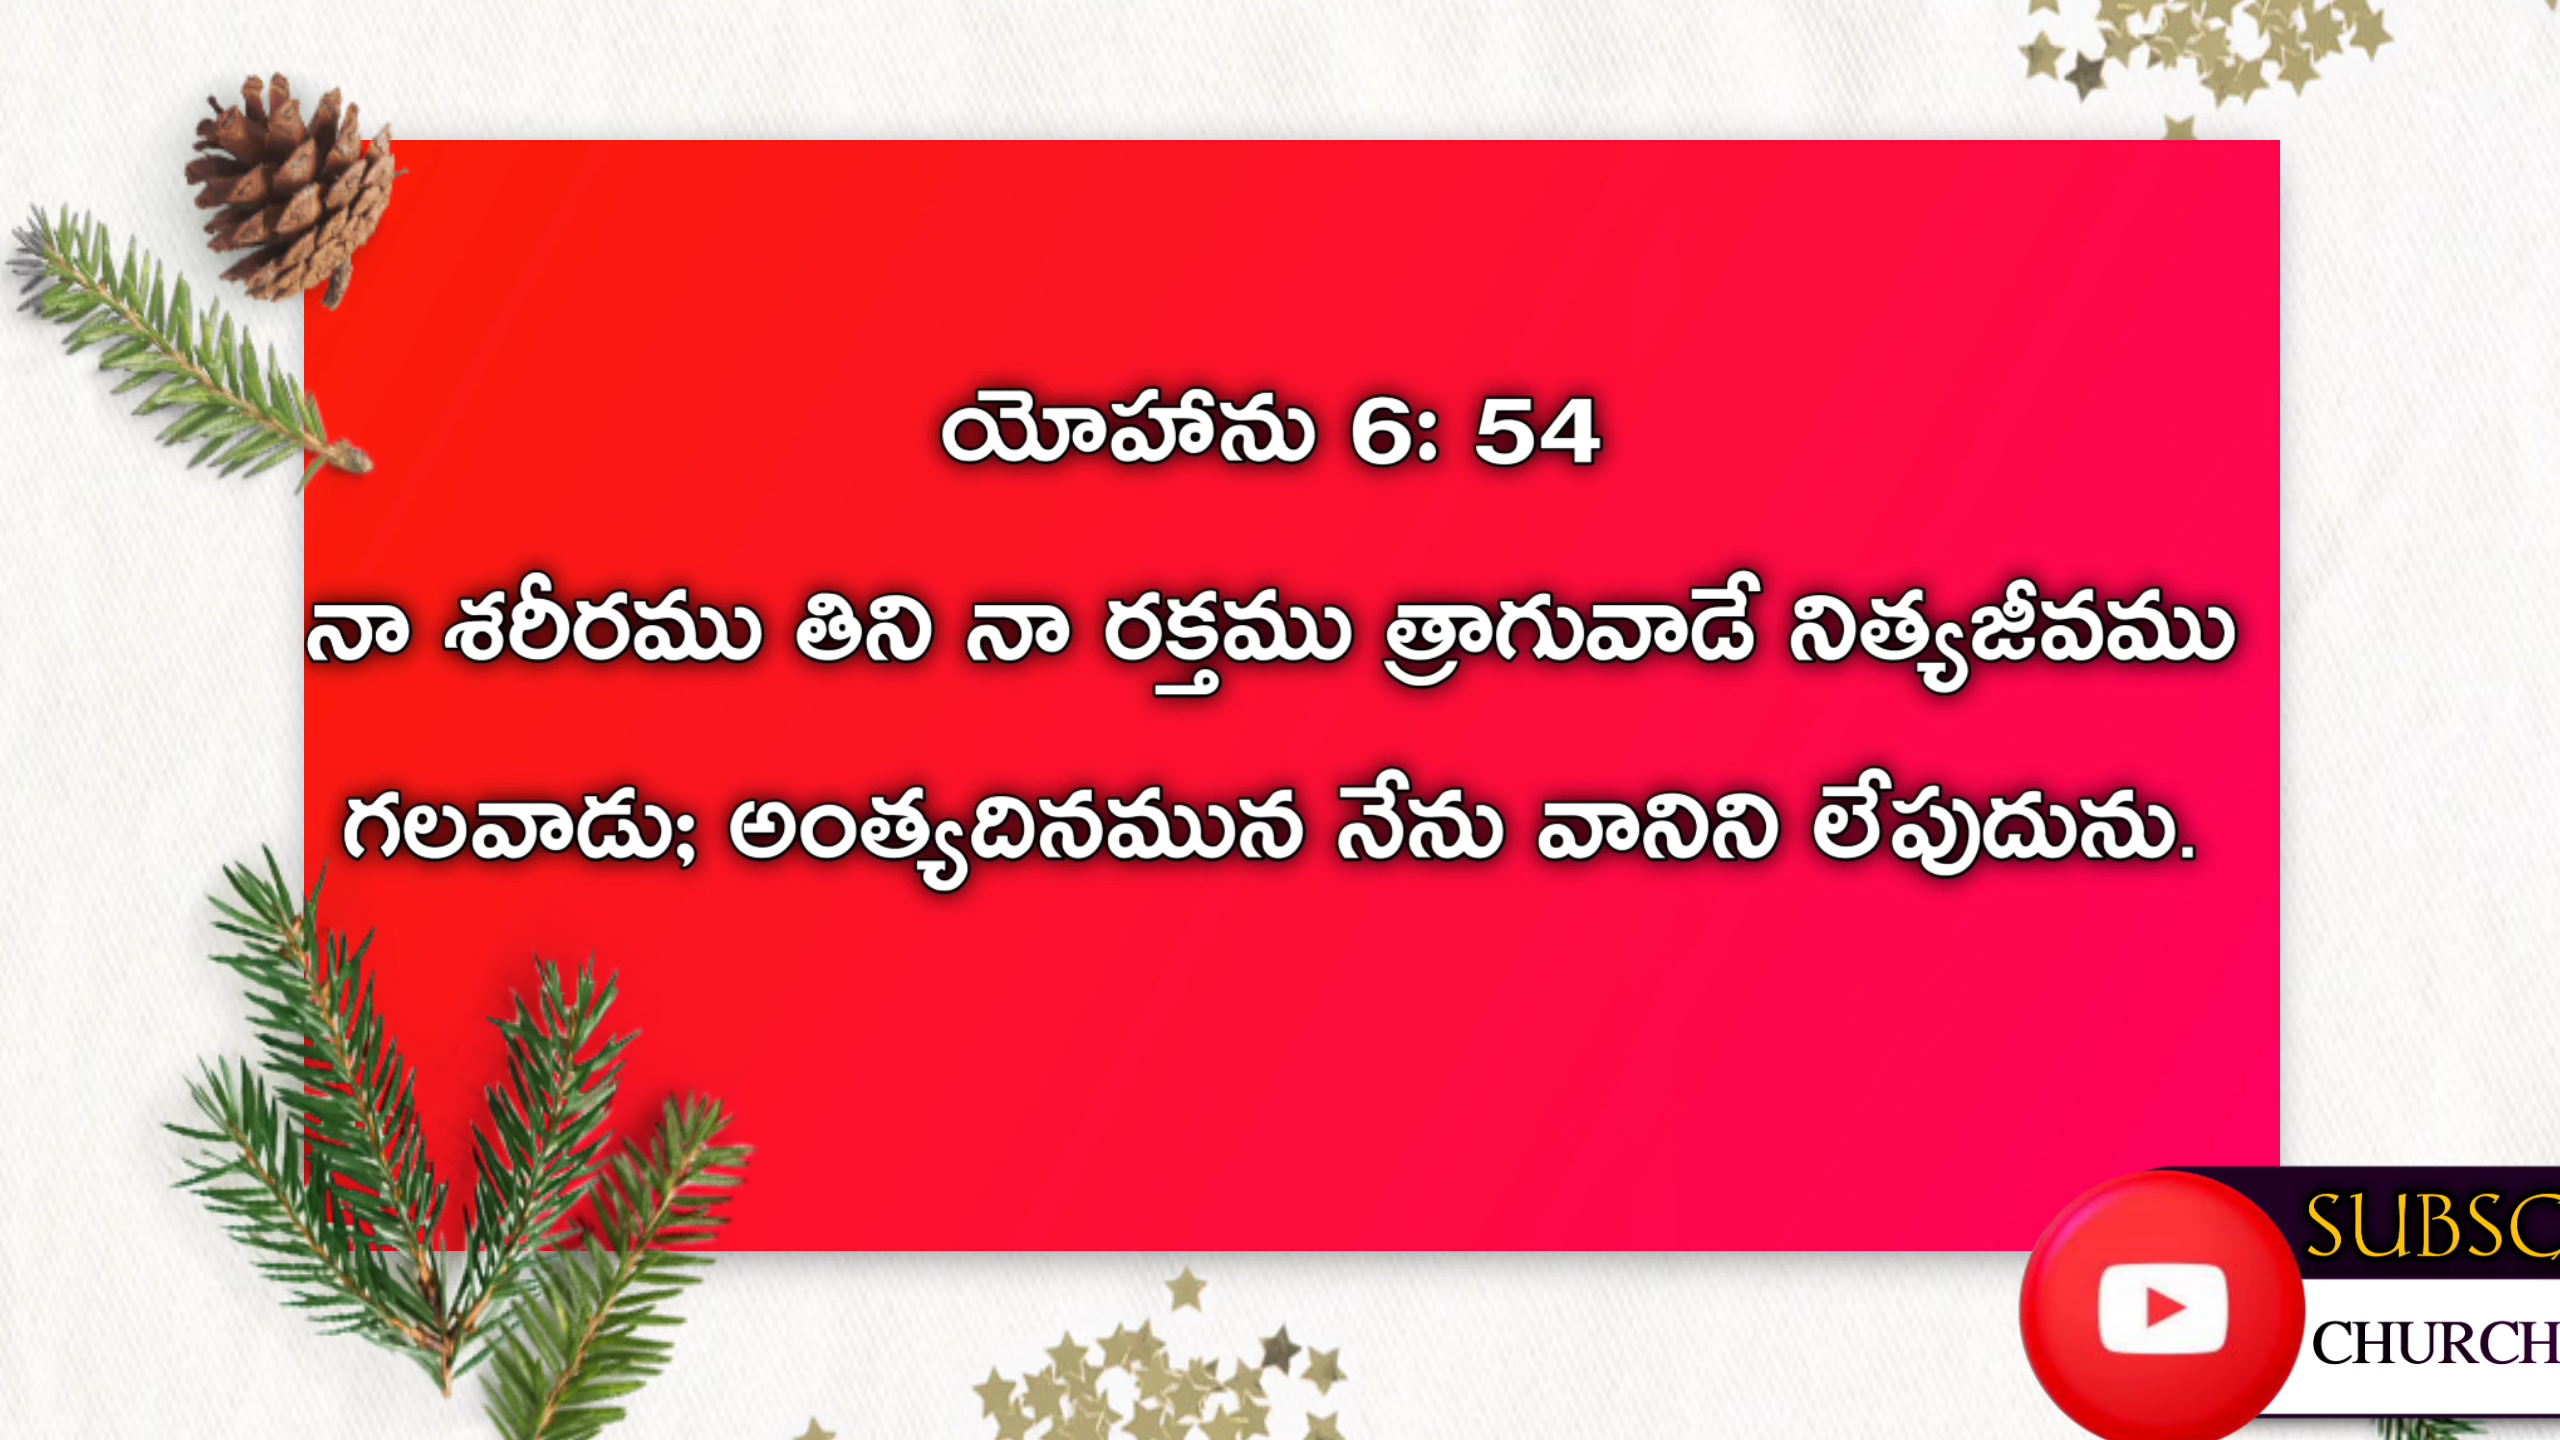 యోహాను 6: 54
నా శరీరము తిని నా రక్తము త్రాగువాడే నిత్యజీవము
గలవాడు; అంత్యదినమున నేను వానిని లేపుదును.
SUBSC
CHURCH